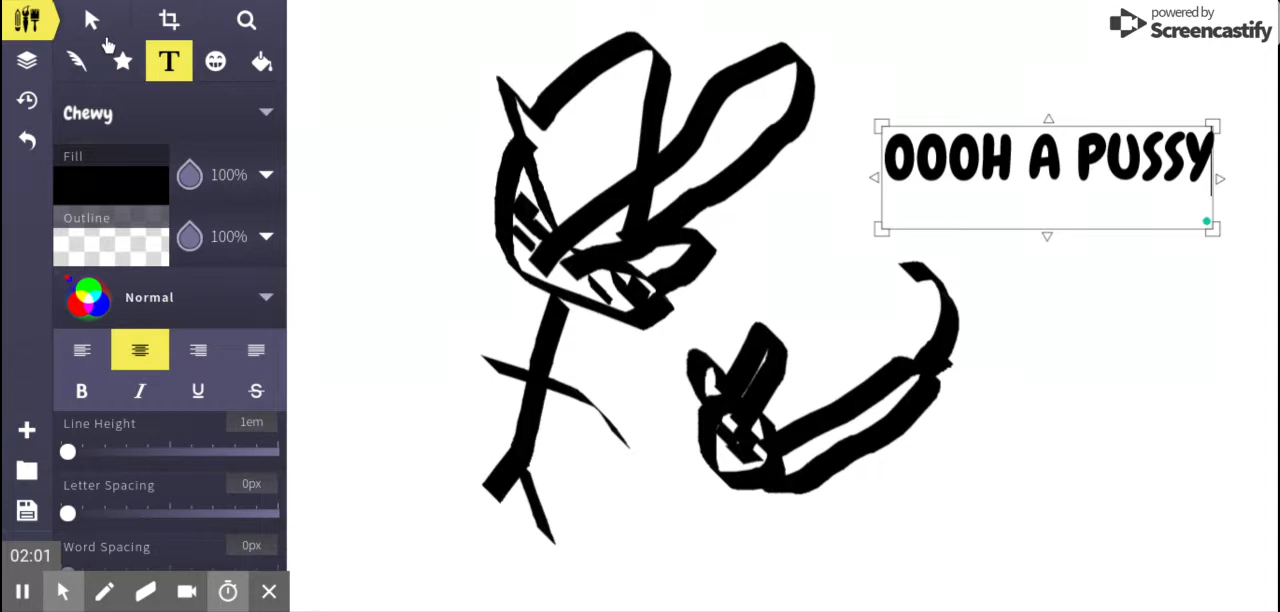 powered by
Screencastify
Chewy
Fill
100%
Outline
100%
Normal
B I U S
Line Height 1em
Letter Spacing 0px
Word Spacing 0px
02:01
T
OOOH A PUSSY